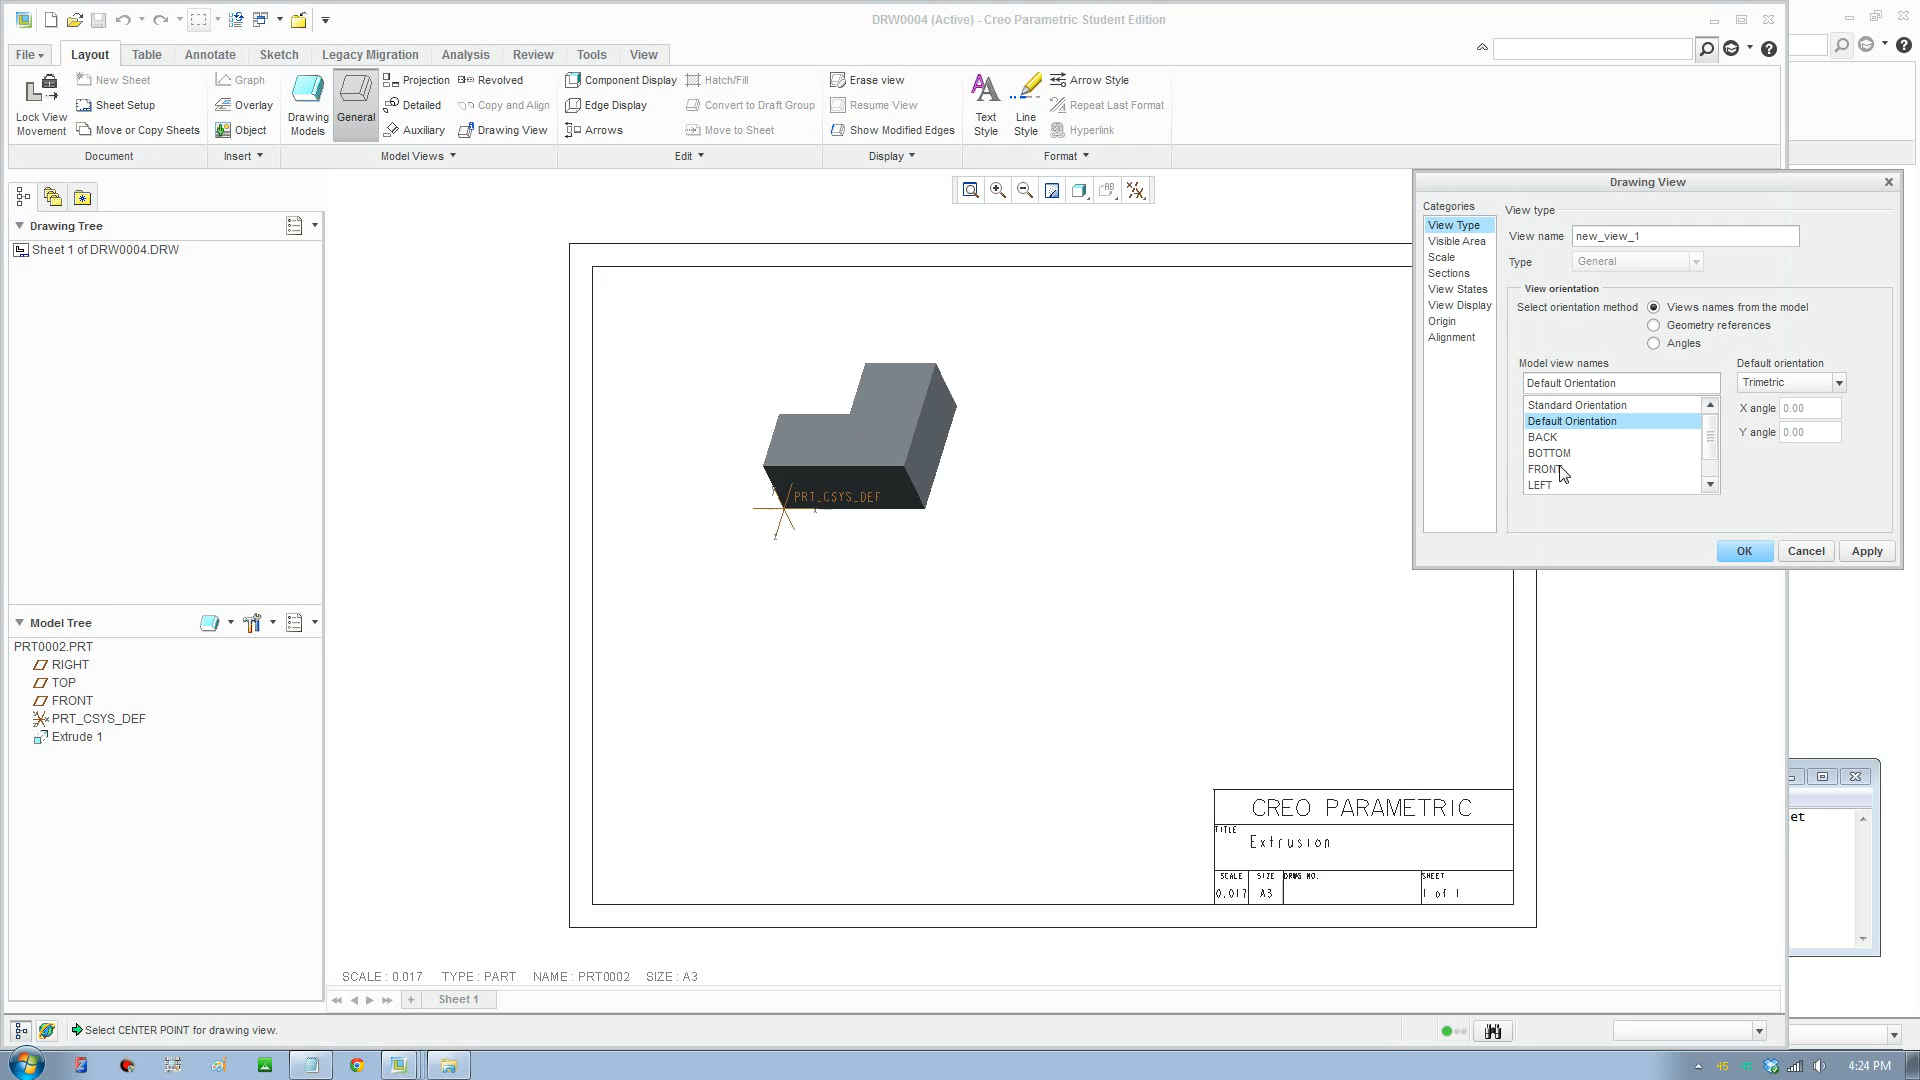 DRW0004 (Active) - Creo Parametric Student Edition
File
Layout
Table
Annotate
Sketch
Legacy Migration
Analysis
Review
Tools
View
Lock View Movement
New Sheet
Sheet Setup
Move or Copy Sheets
Document
Graph
Overlay
Object
Insert
Drawing Models
General
Projection
Detailed
Auxiliary
Revolved
Copy and Align
Drawing View
Model Views
Component Display
Edge Display
Arrows
Hatch/Fill
Convert to Draft Group
Move to Sheet
Edit
Erase view
Resume View
Show Modified Edges
Display
Text Style
Line Style
Arrow Style
Repeat Last Format
Hyperlink
Format
Drawing Tree
Sheet 1 of DRW0004.DRW
Model Tree
PRT0002.PRT
RIGHT
TOP
FRONT
PRT_CSYS_DEF
Extrude 1
PRT_CSYS_DEF
CREO PARAMETRIC
TITLE
Extrusion
SCALE
SIZE
DRWG NO.
SHEET
0.017
A3
1 of 1
SCALE : 0.017 TYPE : PART NAME : PRT0002 SIZE : A3
Sheet 1
Select CENTER POINT for drawing view.
Drawing View
Categories
View Type
Visible Area
Scale
Sections
View States
View Display
Origin
Alignment
View type
View name new_view_1
Type General
View orientation
Select orientation method
Views names from the model
Geometry references
Angles
Model view names
Default Orientation
Standard Orientation
Default Orientation
BACK
BOTTOM
FRONT
LEFT
Default orientation
Trimetric
X angle 0.00
Y angle 0.00
OK
Cancel
Apply
et
45
4:24 PM